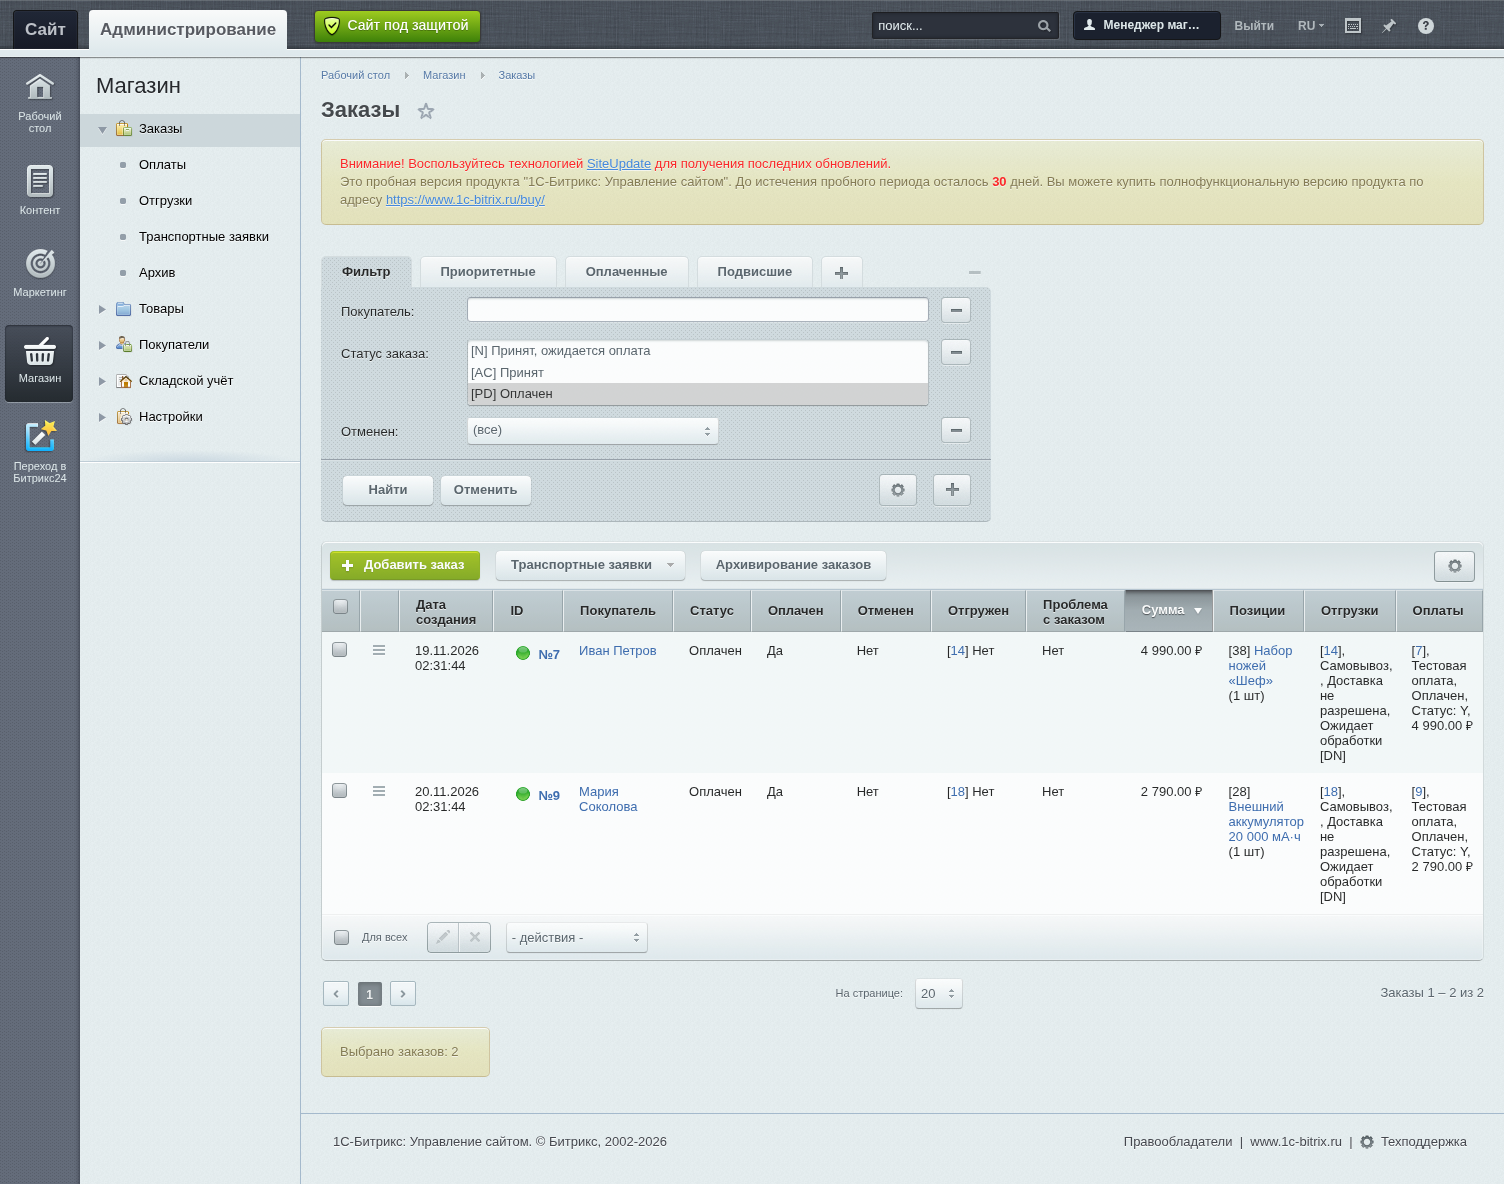 Сайт
Администрирование
Сайт под защитой
поиск...
Менеджер маг…
Выйти
RU
Рабочий
стол
Контент
Маркетинг
Магазин
Переход в
Битрикс24
Магазин
Заказы
Оплаты
Отгрузки
Транспортные заявки
Архив
Товары
Покупатели
Складской учёт
Настройки
Рабочий стол
Магазин
Заказы
Заказы
Внимание! Воспользуйтесь технологией SiteUpdate для получения последних обновлений.
Это пробная версия продукта "1С-Битрикс: Управление сайтом". До истечения пробного периода осталось 30 дней. Вы можете купить полнофункциональную версию продукта по
адресу https://www.1c-bitrix.ru/buy/
Фильтр
Приоритетные
Оплаченные
Подвисшие
Покупатель:
Статус заказа:
[N] Принят, ожидается оплата
[AC] Принят
[PD] Оплачен
Отменен:
(все)
Найти
Отменить
Добавить заказ
Транспортные заявки
Архивирование заказов
Дата
создания
ID
Покупатель
Статус
Оплачен
Отменен
Отгружен
Проблема
с заказом
Сумма
Позиции
Отгрузки
Оплаты
19.11.2026
02:31:44
№7
Иван Петров
Оплачен
Да
Нет
[14] Нет
Нет
4 990.00 ₽
[38] Набор
ножей
«Шеф»
(1 шт)
[14],
Самовывоз,
, Доставка
не
разрешена,
Ожидает
обработки
[DN]
[7],
Тестовая
оплата,
Оплачен,
Статус: Y,
4 990.00 ₽
20.11.2026
02:31:44
№9
Мария
Соколова
Оплачен
Да
Нет
[18] Нет
Нет
2 790.00 ₽
[28]
Внешний
аккумулятор
20 000 мА·ч
(1 шт)
[18],
Самовывоз,
, Доставка
не
разрешена,
Ожидает
обработки
[DN]
[9],
Тестовая
оплата,
Оплачен,
Статус: Y,
2 790.00 ₽
Для всех
- действия -
1
На странице:
20
Заказы 1 – 2 из 2
Выбрано заказов: 2
1С-Битрикс: Управление сайтом. © Битрикс, 2002-2026
Правообладатели | www.1c-bitrix.ru | Техподдержка